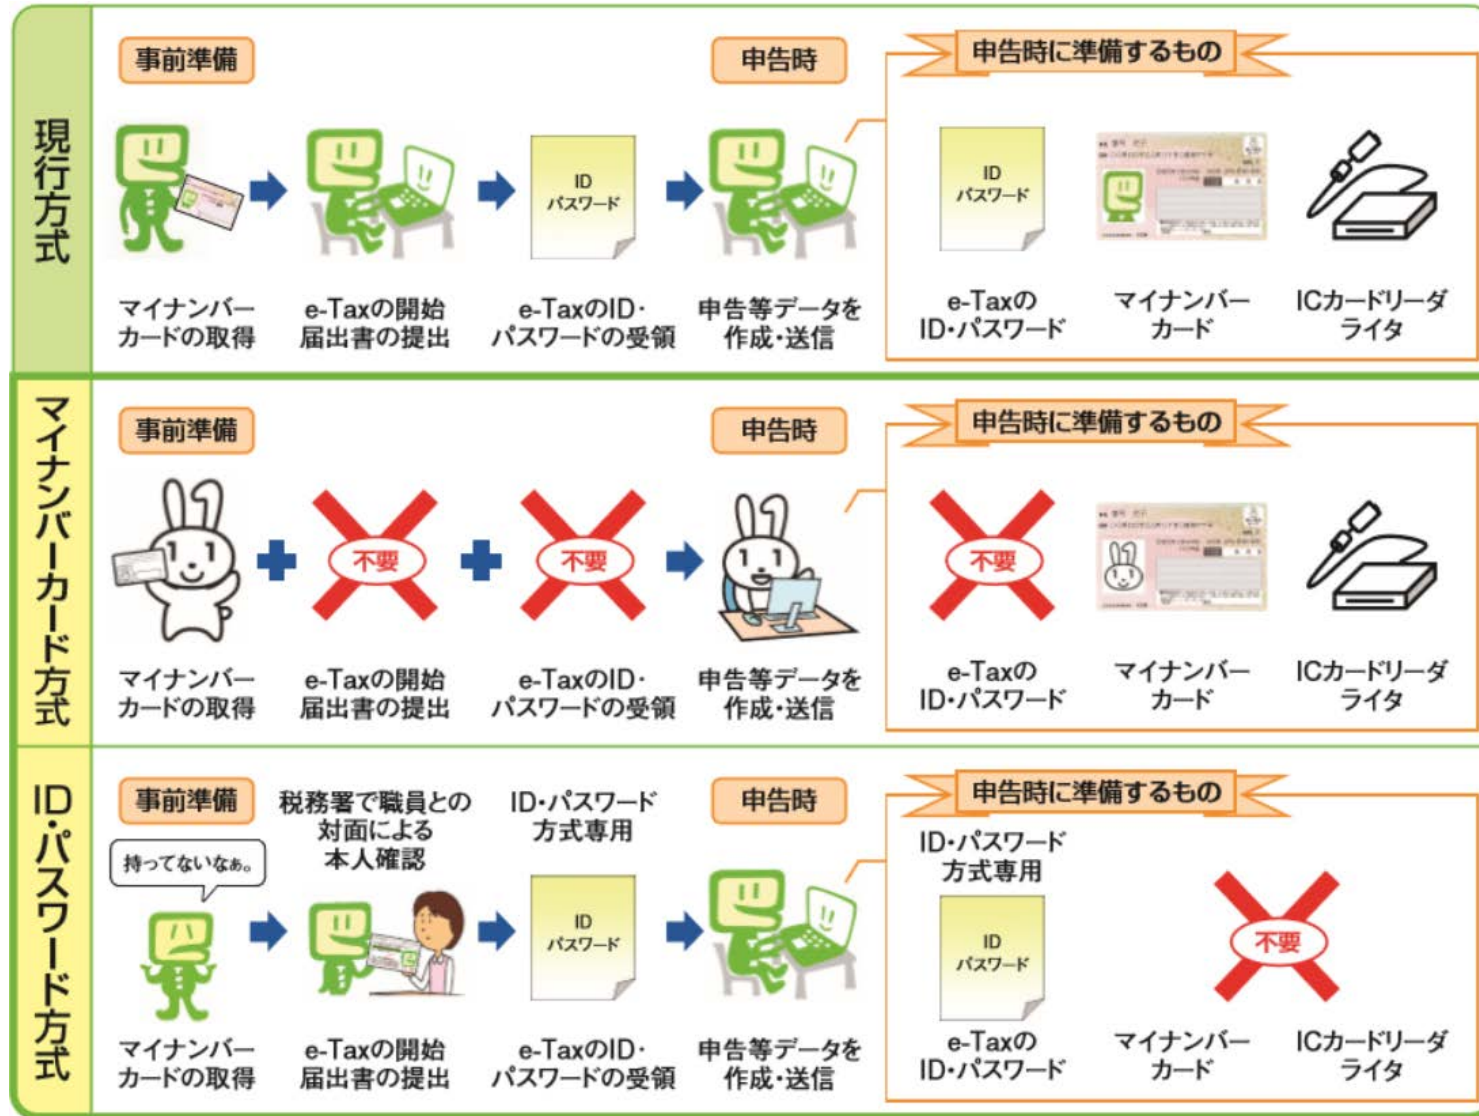 現行方式
事前準備
申告時
申告時に準備するもの
ID
パスワード
ID
パスワード
マイナンバー
カードの取得
e-Taxの開始
届出書の提出
e-TaxのID・
パスワードの受領
申告等データを
作成・送信
e-Taxの
ID・パスワード
マイナンバー
カード
ICカードリーダ
ライタ
マイナンバーカード方式
事前準備
申告時
申告時に準備するもの
不要
不要
不要
マイナンバー
カードの取得
e-Taxの開始
届出書の提出
e-TaxのID・
パスワードの受領
申告等データを
作成・送信
e-Taxの
ID・パスワード
マイナンバー
カード
ICカードリーダ
ライタ
ID・パスワード方式
事前準備
税務署で職員との
対面による
本人確認
ID・パスワード
方式専用
申告時
申告時に準備するもの
ID・パスワード
方式専用
持ってないなぁ。
ID
パスワード
ID
パスワード
不要
マイナンバー
カードの取得
e-Taxの開始
届出書の提出
e-TaxのID・
パスワードの受領
申告等データを
作成・送信
e-Taxの
ID・パスワード
マイナンバー
カード
ICカードリーダ
ライタ